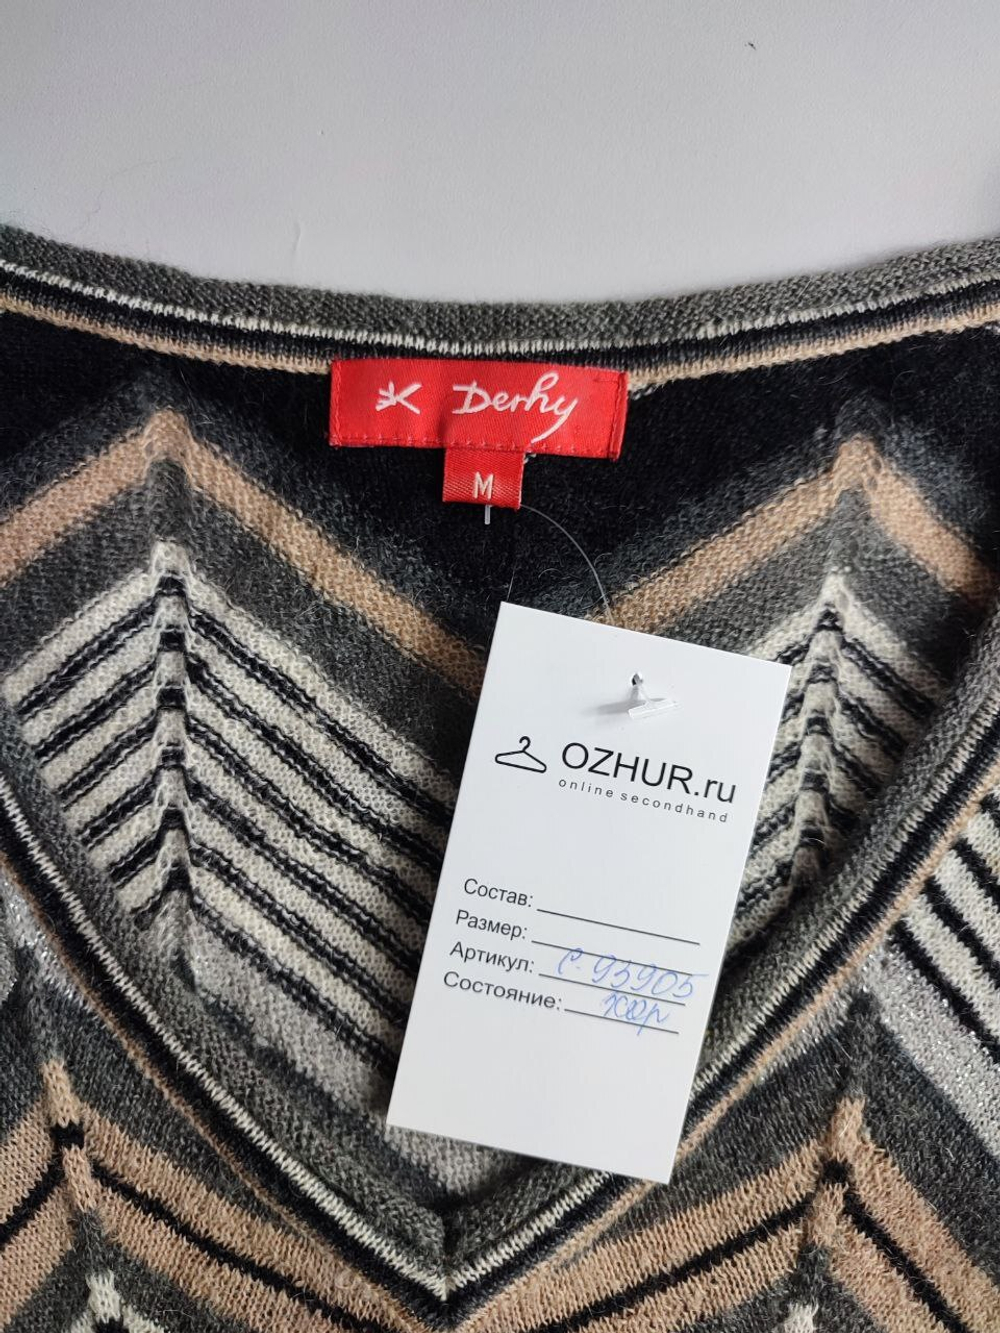 Derhy
M
OZHUR.ru
online secondhand
Состав:
Размер:
Артикул: Р-93905
Состояние: хор